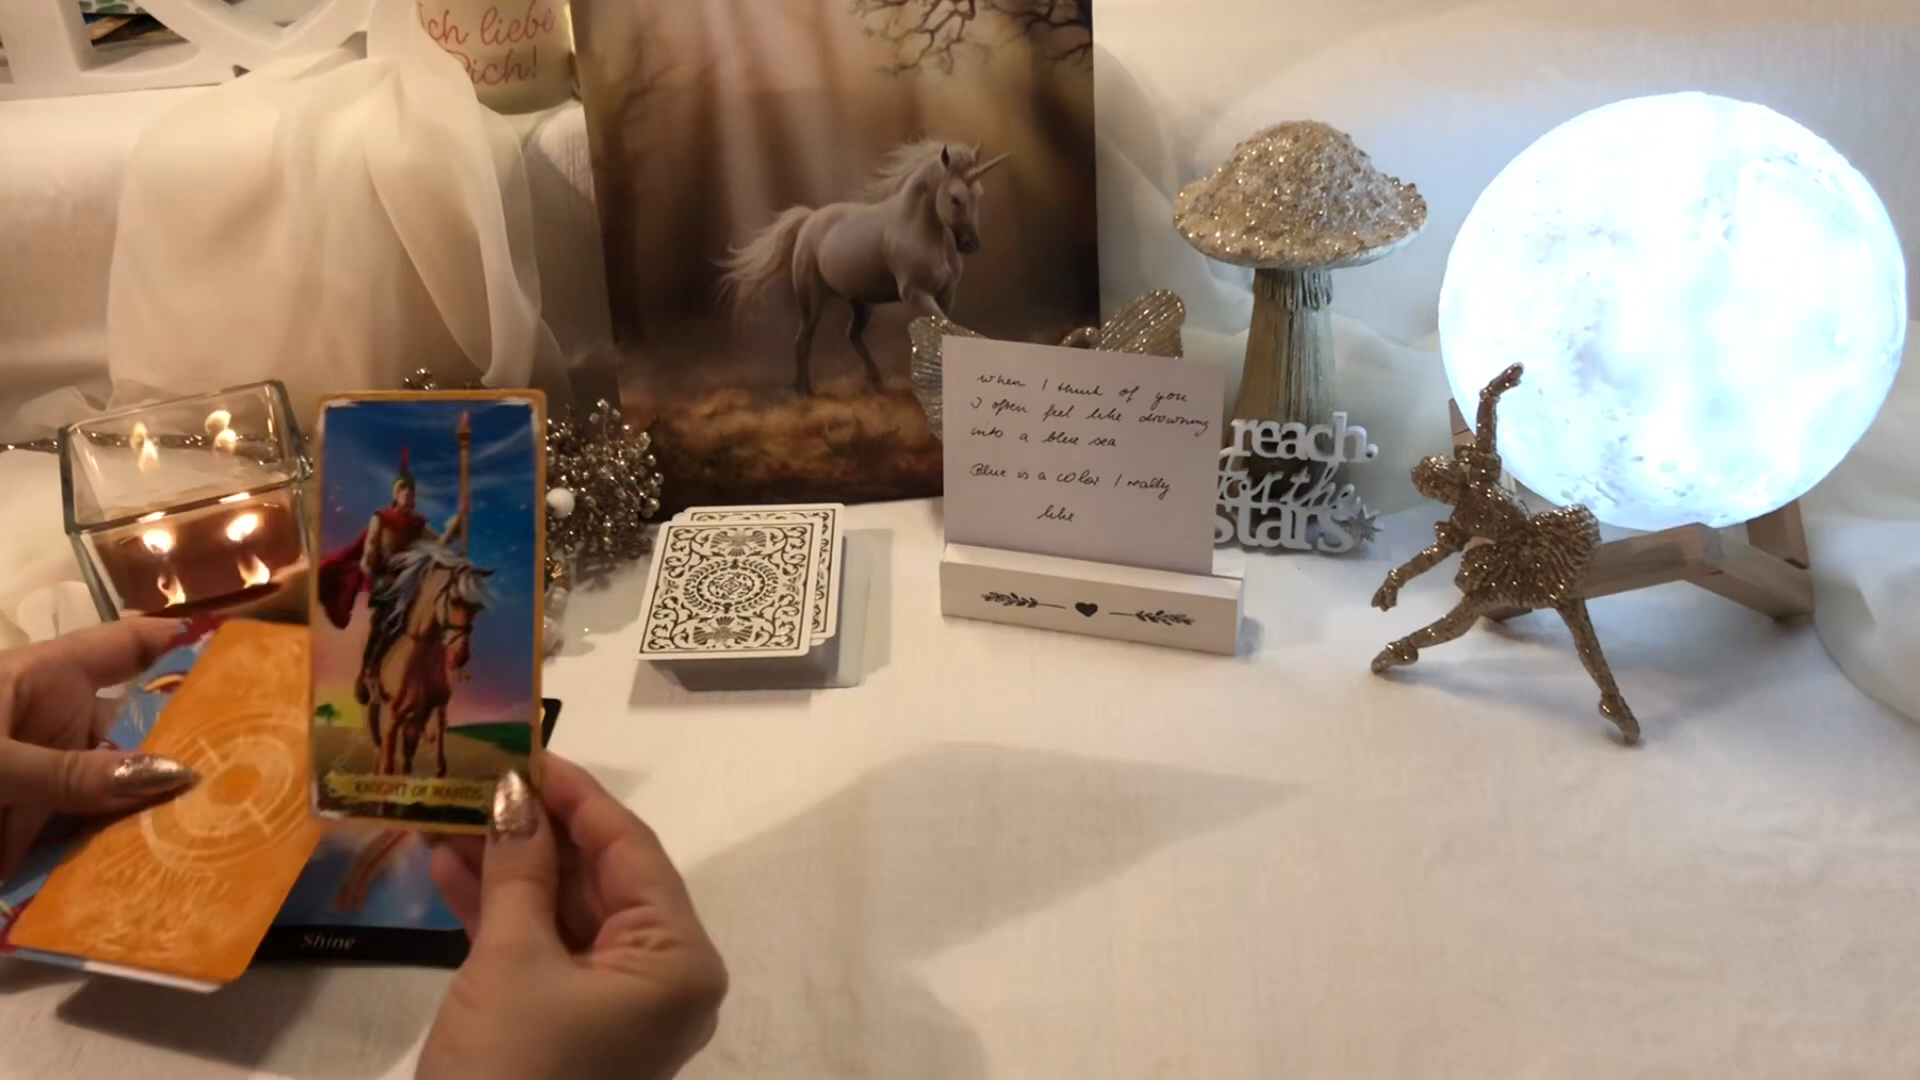 ich liebe
Dich!
When I think of you
I often feel like drowning
into a blue sea
Blue is a color I really
like
reach.
for the
stars
KNIGHT OF WANDS
Shine